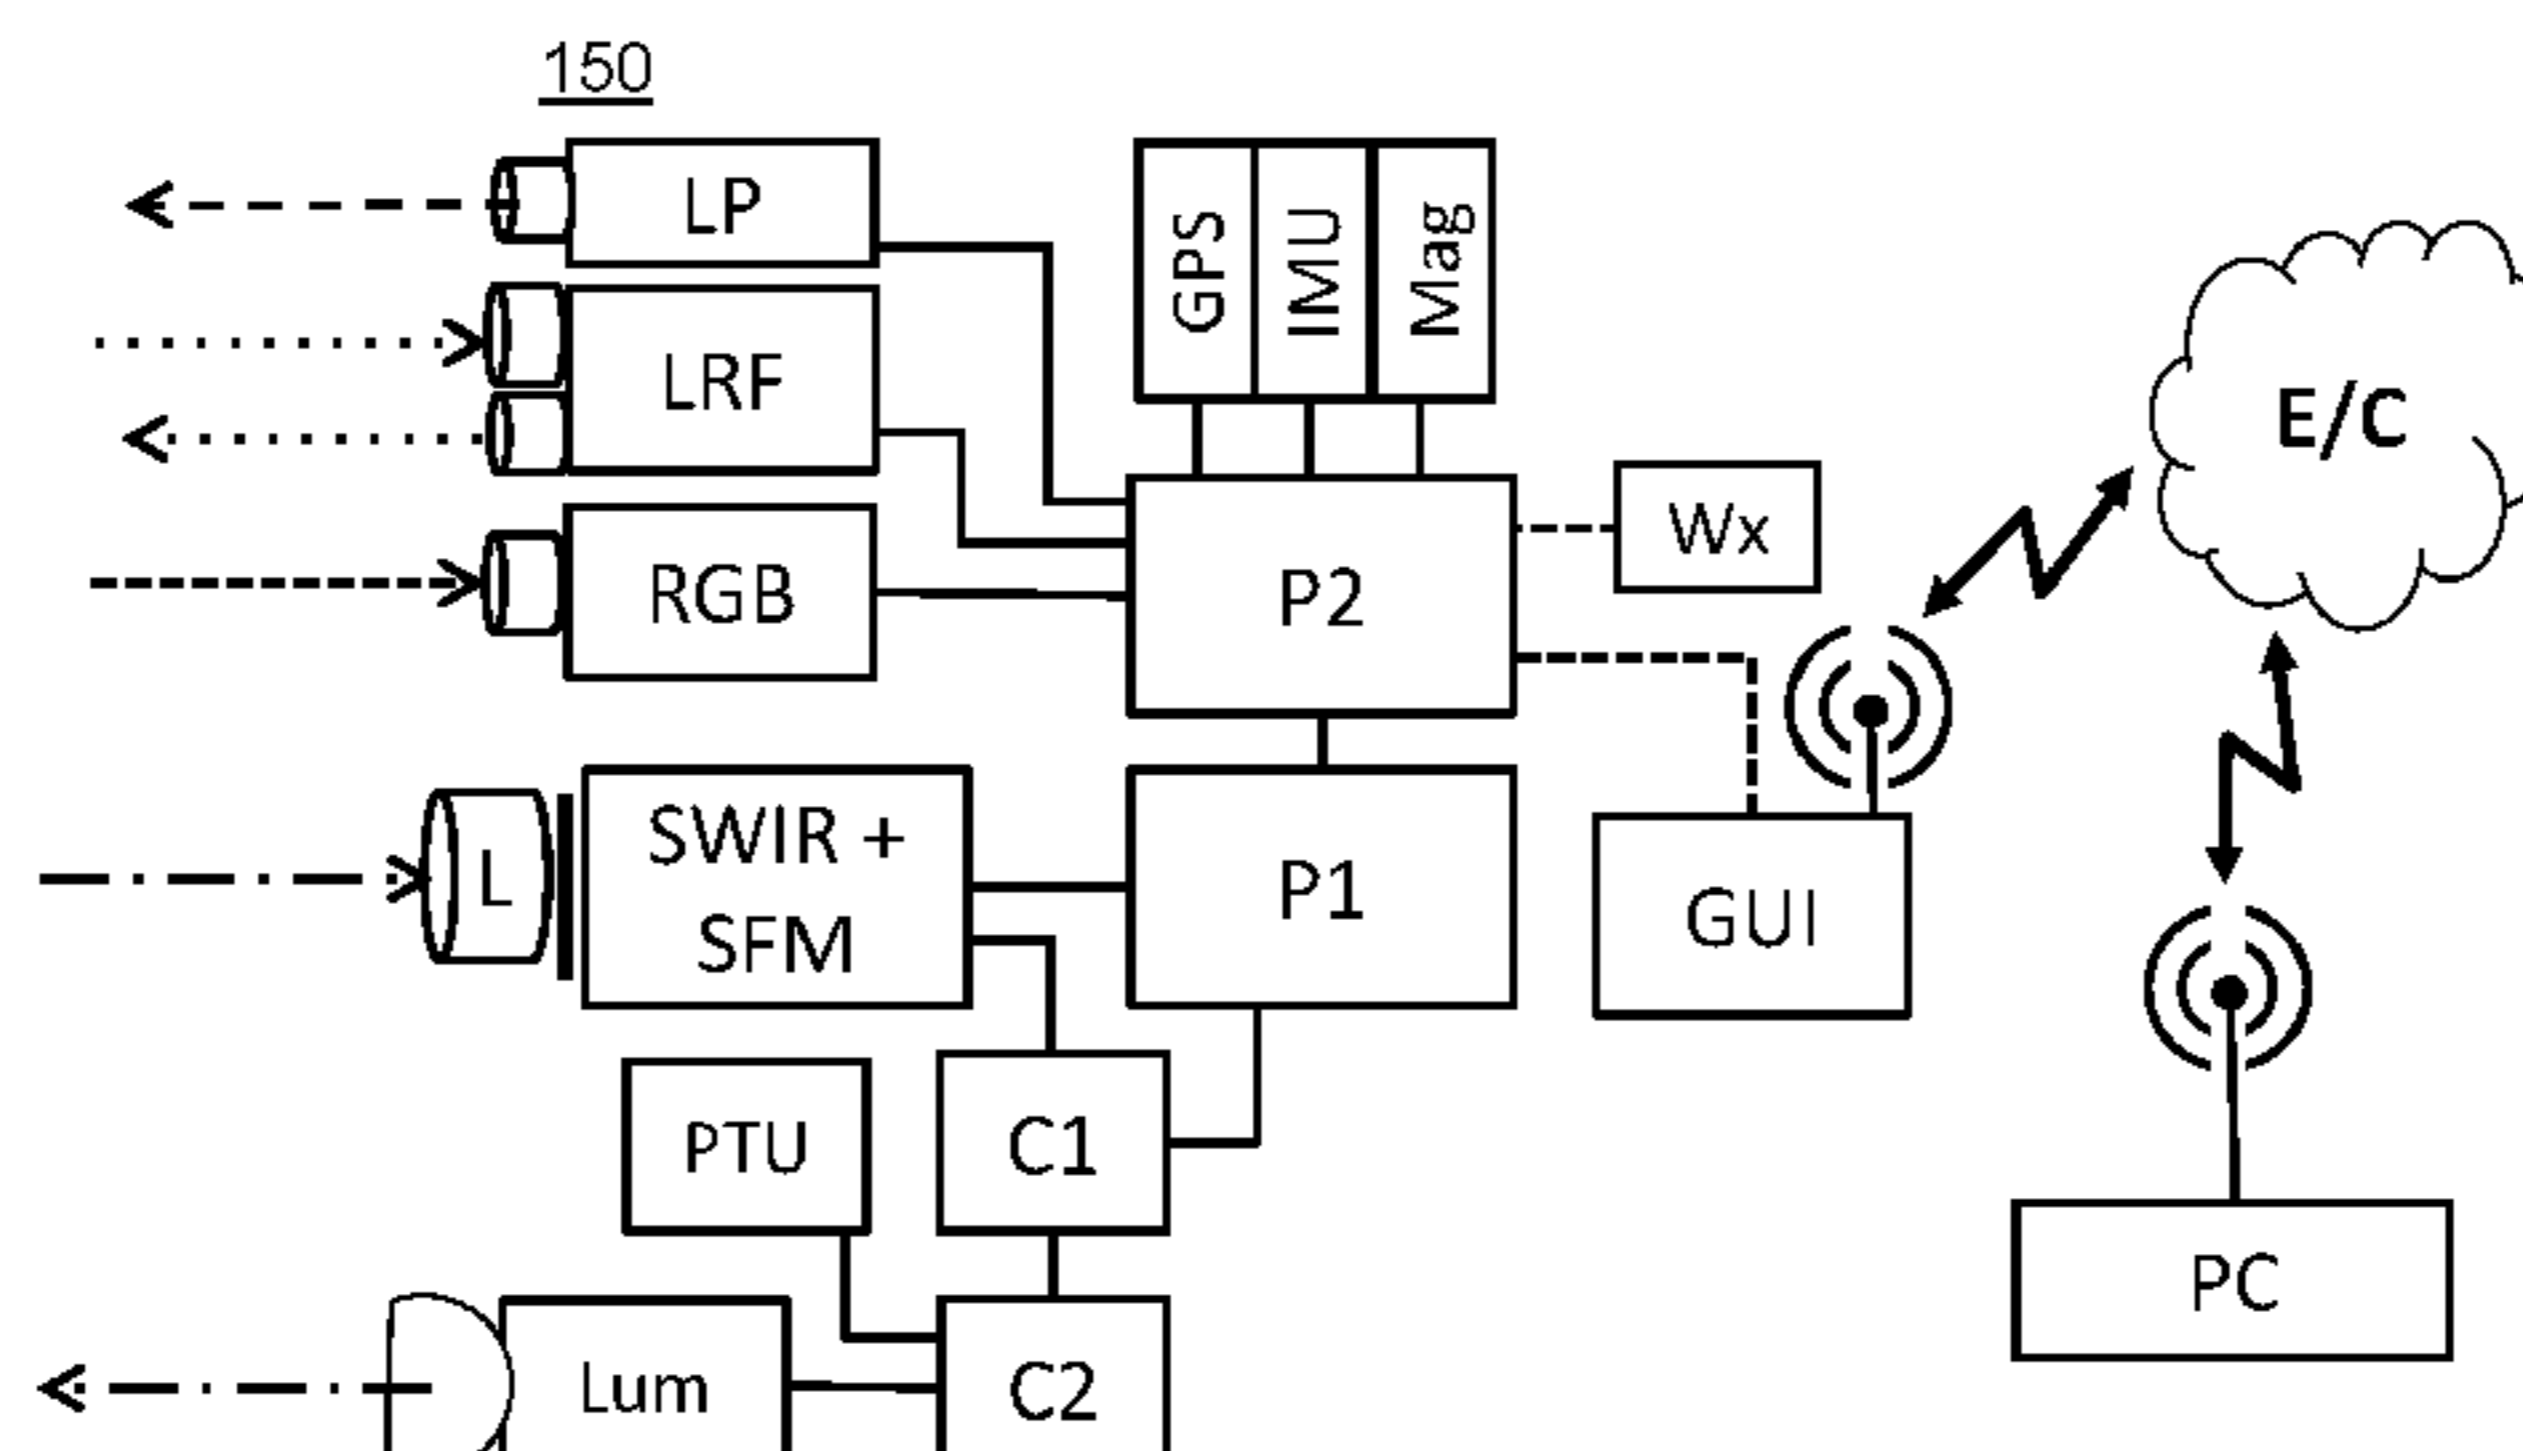 150
LP
GPS
IMU
Mag
LRF
E/C
RGB
P2
Wx
L
SWIR +
SFM
P1
GUI
PTU
C1
PC
Lum
C2